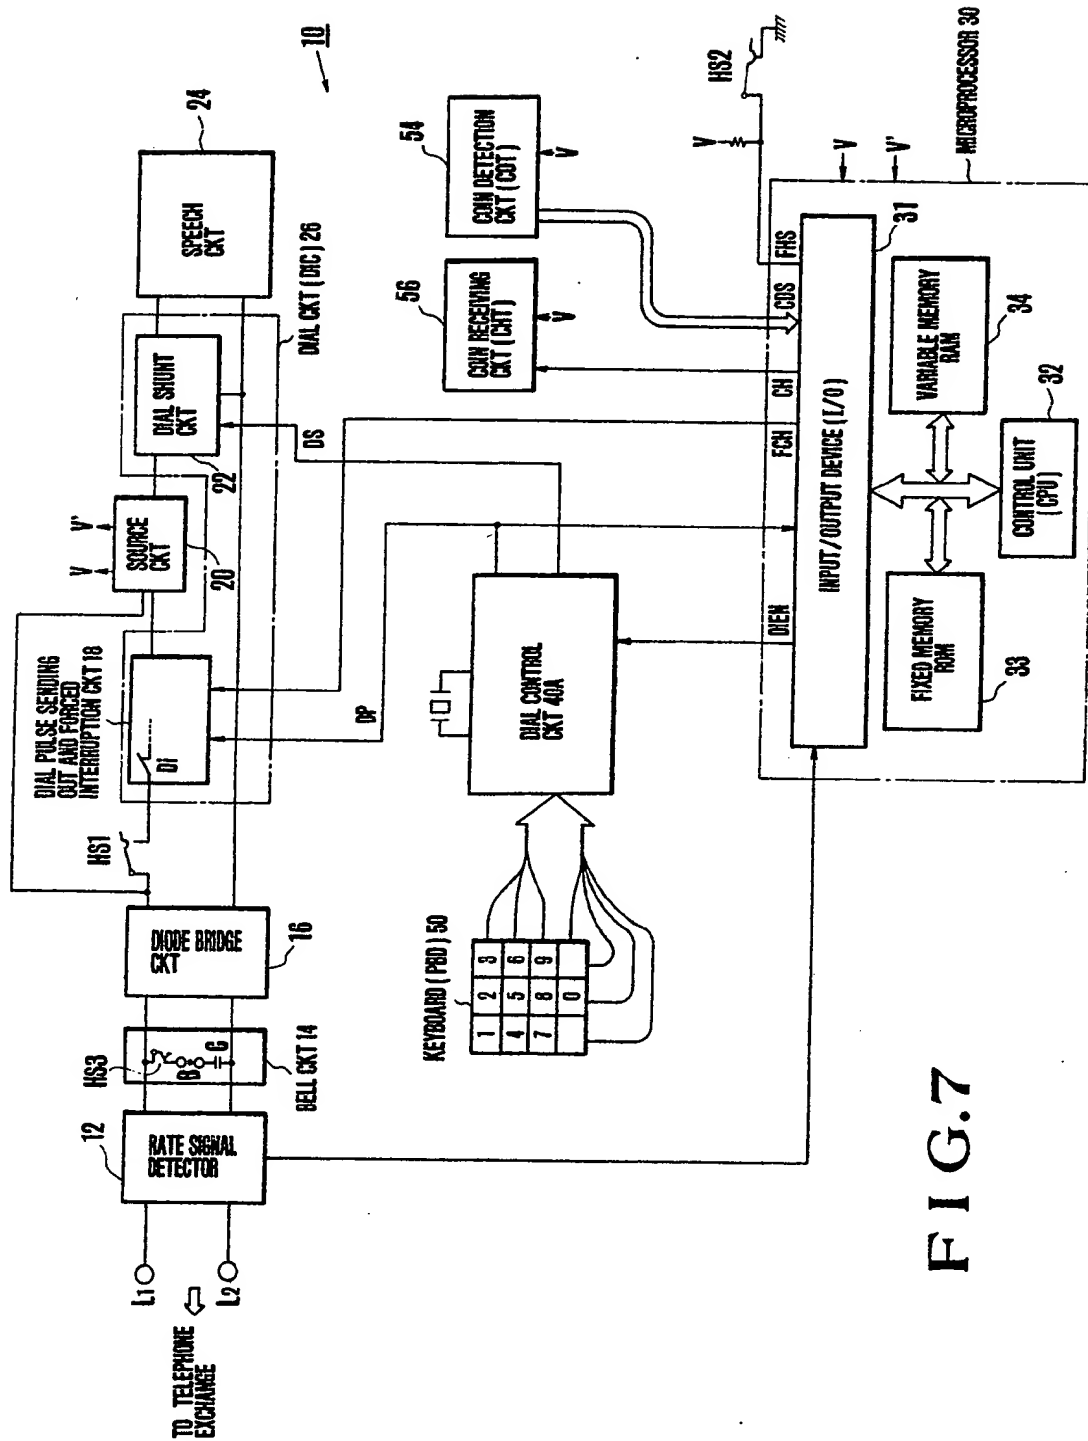 10
24
SPEECH
CKT
DIAL CKT (DIC) 26
DIAL SHUNT
CKT
22
V'
V
SOURCE
CKT
20
DIAL PULSE SENDING
OUT AND FORCED
INTERRUPTION CKT 18
DI
HS1
DIODE BRIDGE
CKT
16
HS3
B
C
BELL CKT 14
12
RATE SIGNAL
DETECTOR
L1
L2
TO TELEPHONE
EXCHANGE
DS
DP
DIAL CONTROL
CKT 40A
KEYBOARD (PBD) 50
1 2 3
4 5 6
7 8 9
0
54
COIN DETECTION
CKT (CDT)
V
56
COIN RECEIVING
CKT (CHT)
V
HS2
V
MICROPROCESSOR 30
V
V'
FHS
CDS
CH
FCH
DIEN
INPUT/OUTPUT DEVICE (I/O)
31
VARIABLE MEMORY
RAM
34
CONTROL UNIT
(CPU)
32
FIXED MEMORY
ROM
33
FIG.7